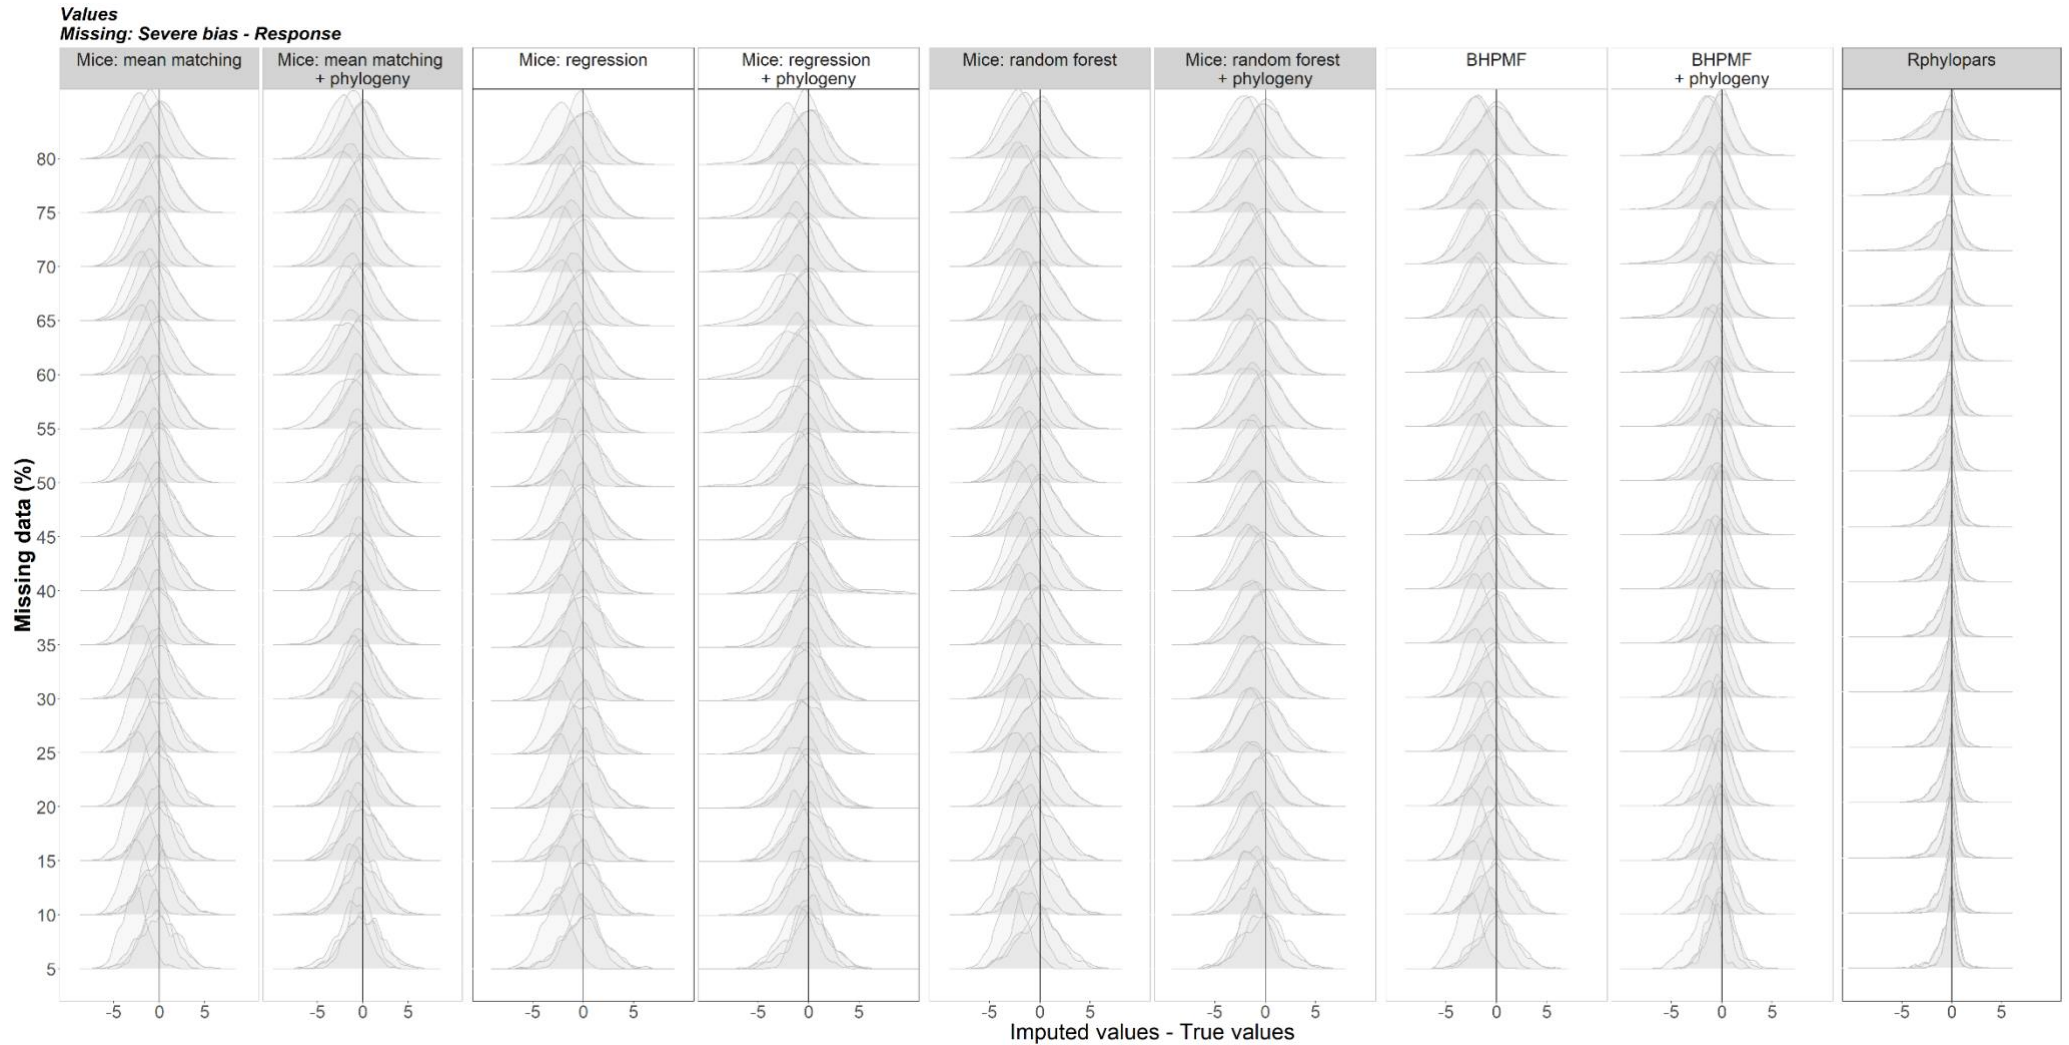 Values
Missing: Severe bias - Response
Mice: mean matching
Mice: mean matching
+ phylogeny
Mice: regression
Mice: regression
+ phylogeny
Mice: random forest
Mice: random forest
+ phylogeny
BHPMF
BHPMF
+ phylogeny
Rphylopars
Missing data (%)
80
75
70
65
60
55
50
45
40
35
30
25
20
15
10
5
-5 0 5
-5 0 5
-5 0 5
-5 0 5
-5 0 5
-5 0 5
-5 0 5
-5 0 5
-5 0 5
Imputed values - True values